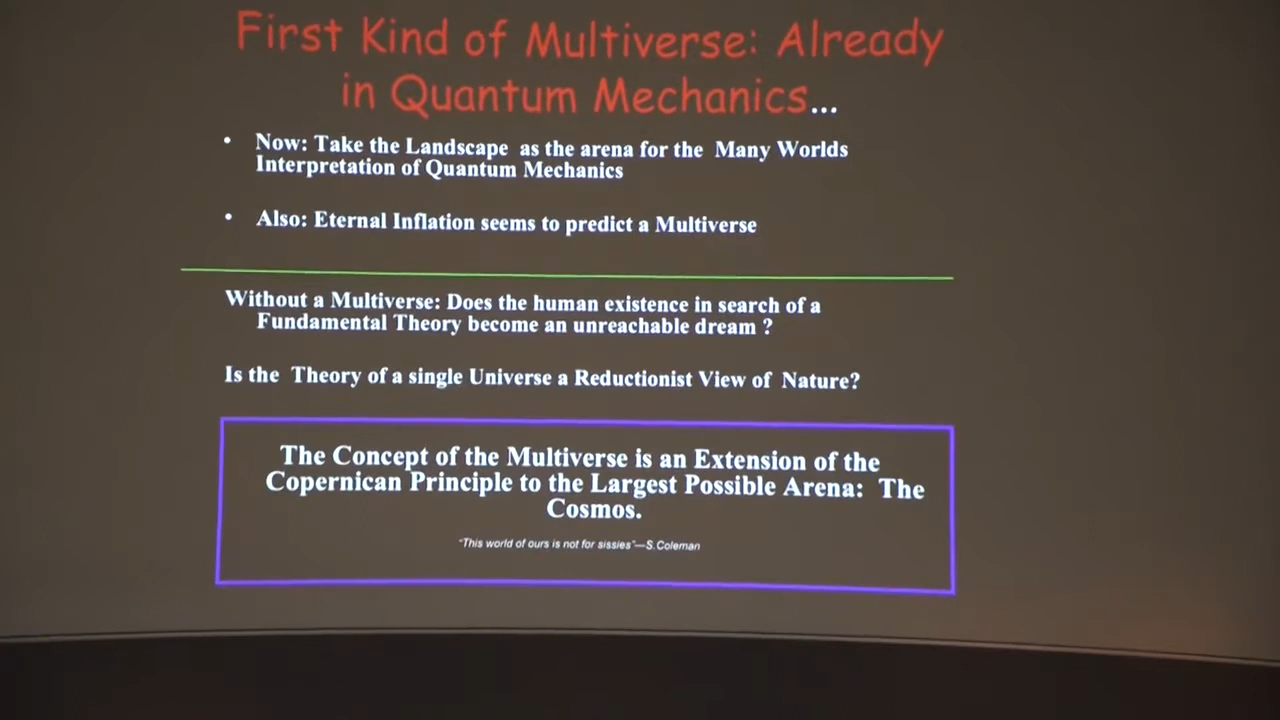 First Kind of Multiverse: Already
in Quantum Mechanics...
• Now: Take the Landscape as the arena for the Many Worlds
Interpretation of Quantum Mechanics
• Also: Eternal Inflation seems to predict a Multiverse
Without a Multiverse: Does the human existence in search of a
Fundamental Theory become an unreachable dream ?
Is the Theory of a single Universe a Reductionist View of Nature?
The Concept of the Multiverse is an Extension of the
Copernican Principle to the Largest Possible Arena: The
Cosmos.
"This world of ours is not for sissies"—S.Coleman